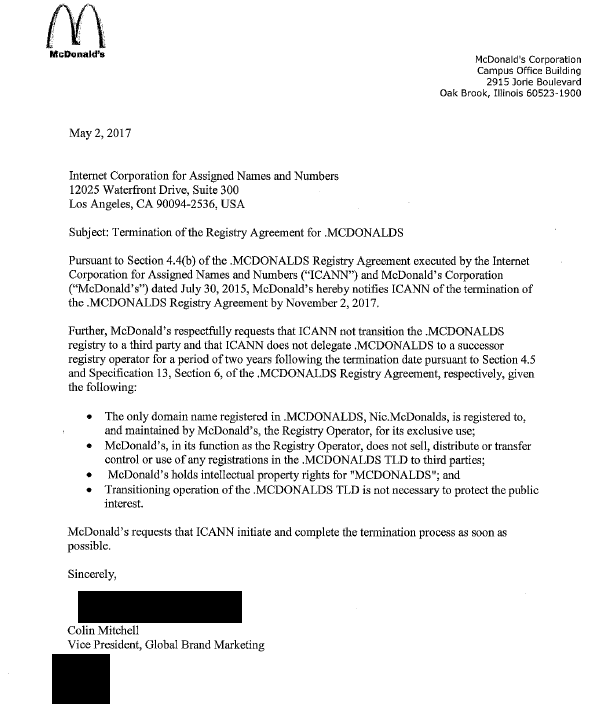 McDonald's
McDonald's Corporation
Campus Office Building
2915 Jorie Boulevard
Oak Brook, Illinois 60523-1900
May 2, 2017
Internet Corporation for Assigned Names and Numbers
12025 Waterfront Drive, Suite 300
Los Angeles, CA 90094-2536, USA
Subject: Termination of the Registry Agreement for .MCDONALDS
Pursuant to Section 4.4(b) of the .MCDONALDS Registry Agreement executed by the Internet
Corporation for Assigned Names and Numbers (“ICANN”) and McDonald’s Corporation
(“McDonald’s”) dated July 30, 2015, McDonald’s hereby notifies ICANN of the termination of
the .MCDONALDS Registry Agreement by November 2, 2017.
Further, McDonald’s respectfully requests that ICANN not transition the .MCDONALDS
registry to a third party and that ICANN does not delegate .MCDONALDS to a successor
registry operator for a period of two years following the termination date pursuant to Section 4.5
and Specification 13, Section 6, of the .MCDONALDS Registry Agreement, respectively, given
the following:
• The only domain name registered in .MCDONALDS, Nic.McDonalds, is registered to,
and maintained by McDonald’s, the Registry Operator, for its exclusive use;
• McDonald’s, in its function as the Registry Operator, does not sell, distribute or transfer
control or use of any registrations in the .MCDONALDS TLD to third parties;
• McDonald’s holds intellectual property rights for "MCDONALDS"; and
• Transitioning operation of the .MCDONALDS TLD is not necessary to protect the public
interest.
McDonald’s requests that ICANN initiate and complete the termination process as soon as
possible.
Sincerely,
Colin Mitchell
Vice President, Global Brand Marketing